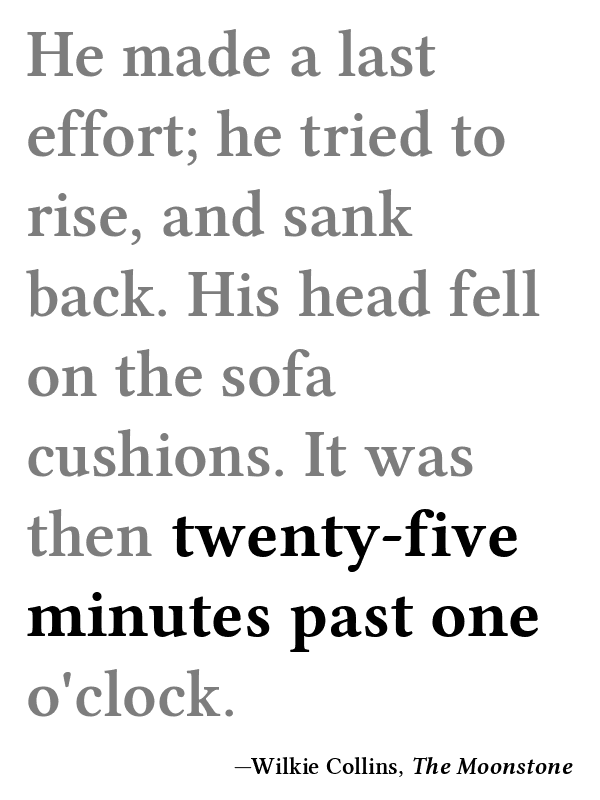 He made a last
effort; he tried to
rise, and sank
back. His head fell
on the sofa
cushions. It was
then twenty-five
minutes past one
o'clock.
—Wilkie Collins, The Moonstone